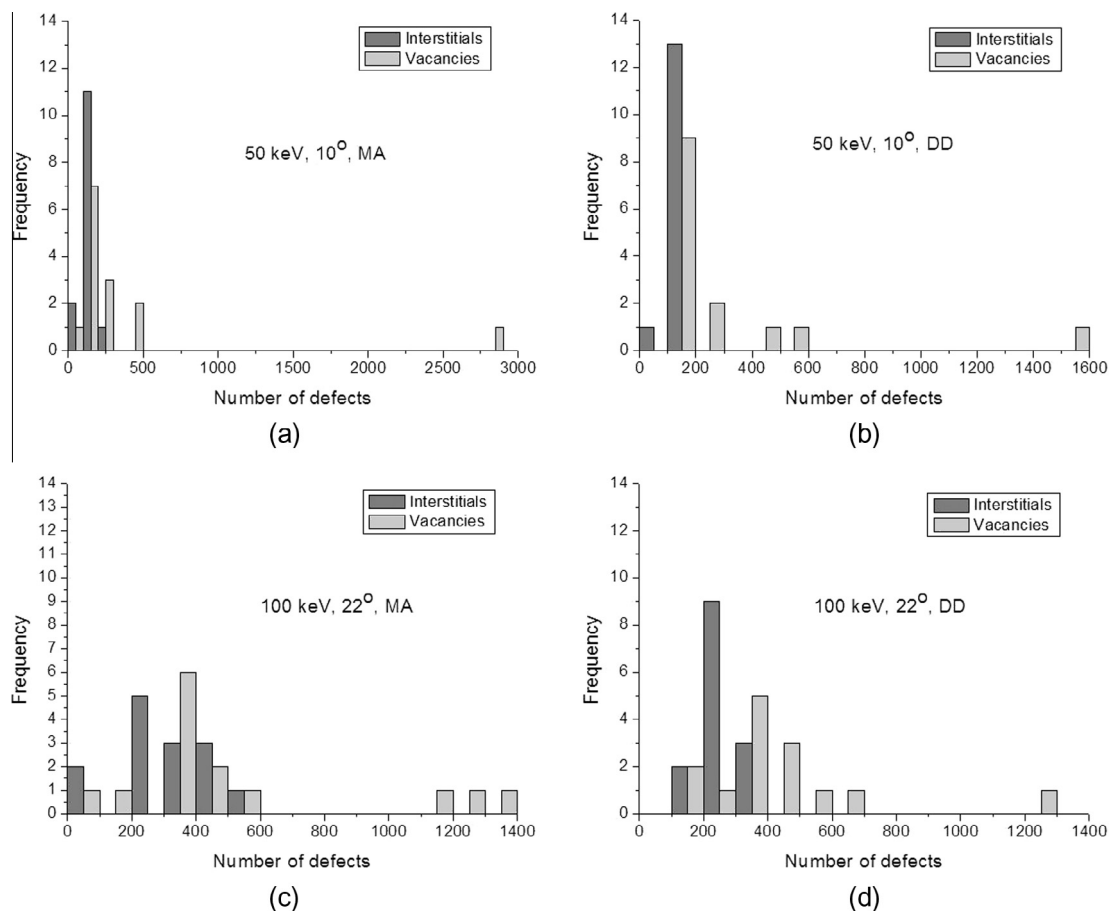 14
12
10
8
6
4
2
0
Frequency
Interstitials
Vacancies
50 keV, 10°, MA
0 500 1000 1500 2000 2500 3000
Number of defects
(a)
14
12
10
8
6
4
2
0
Frequency
Interstitials
Vacancies
50 keV, 10°, DD
0 200 400 600 800 1000 1200 1400 1600
Number of defects
(b)
14
13
12
11
10
9
8
7
6
5
4
3
2
1
0
Frequency
Interstitials
Vacancies
100 keV, 22°, MA
0 200 400 600 800 1000 1200 1400
Number of defects
(c)
14
12
10
8
6
4
2
0
Frequency
Interstitials
Vacancies
100 keV, 22°, DD
0 200 400 600 800 1000 1200 1400
Number of defects
(d)